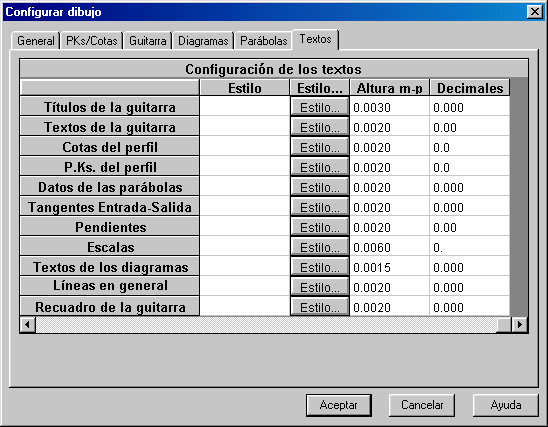 Configurar dibujo
General PKs/Cotas Guitarra Diagramas Parábolas Textos
Configuración de los textos
Estilo Estilo... Altura m-p Decimales
Títulos de la guitarra Estilo... 0.0030 0.000
Textos de la guitarra Estilo... 0.0020 0.00
Cotas del perfil Estilo... 0.0020 0.0
P.Ks. del perfil Estilo... 0.0020 0.0
Datos de las parábolas Estilo... 0.0020 0.000
Tangentes Entrada-Salida Estilo... 0.0020 0.000
Pendientes Estilo... 0.0020 0.00
Escalas Estilo... 0.0060 0.
Textos de los diagramas Estilo... 0.0015 0.000
Líneas en general Estilo... 0.0020 0.000
Recuadro de la guitarra Estilo... 0.0020 0.000
Aceptar Cancelar Ayuda